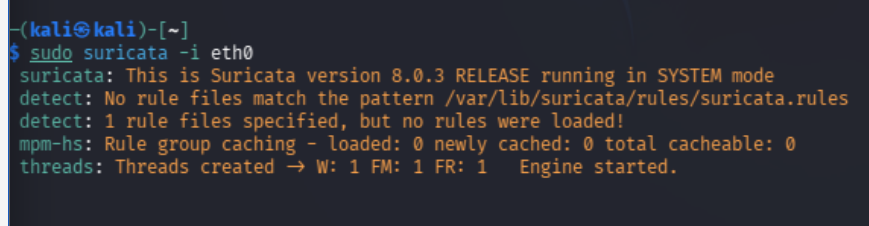 -(kali㉿kali)-[~]
$ sudo suricata -i eth0
suricata: This is Suricata version 8.0.3 RELEASE running in SYSTEM mode
detect: No rule files match the pattern /var/lib/suricata/rules/suricata.rules
detect: 1 rule files specified, but no rules were loaded!
mpm-hs: Rule group caching - loaded: 0 newly cached: 0 total cacheable: 0
threads: Threads created → W: 1 FM: 1 FR: 1   Engine started.